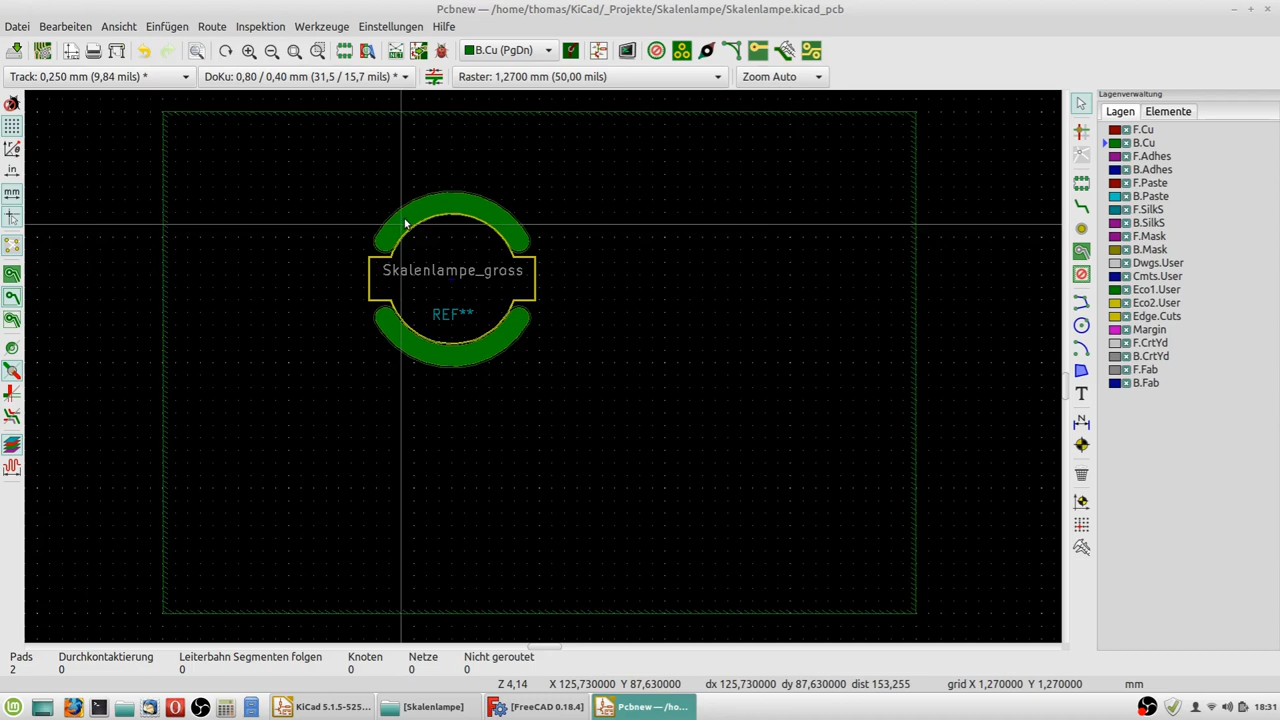 Pcbnew — /home/thomas/KiCad/_Projekte/Skalenlampe/Skalenlampe.kicad_pcb
Datei Bearbeiten Ansicht Einfügen Route Inspektion Werkzeuge Einstellungen Hilfe
NET
B.Cu (PgDn)
Track: 0,250 mm (9,84 mils) *
DoKu: 0,80 / 0,40 mm (31,5 / 15,7 mils) *
Raster: 1,2700 mm (50,00 mils)
Zoom Auto
in
mm
Skalenlampe_gross
REF**
Lagenverwaltung
Lagen Elemente
F.Cu
B.Cu
F.Adhes
B.Adhes
F.Paste
B.Paste
F.SilkS
B.SilkS
F.Mask
B.Mask
Dwgs.User
Cmts.User
Eco1.User
Eco2.User
Edge.Cuts
Margin
F.CrtYd
B.CrtYd
F.Fab
B.Fab
Pads Durchkontaktierung Leiterbahn Segmenten folgen Knoten Netze Nicht geroutet
2 0 0 0 0 0
Z 4,14 X 125,730000 Y 87,630000 dx 125,730000 dy 87,630000 dist 153,255 grid X 1,270000 Y 1,270000 mm
KiCad 5.1.5-525...
[Skalenlampe]
[FreeCAD 0.18.4]
Pcbnew — /ho...
18:31